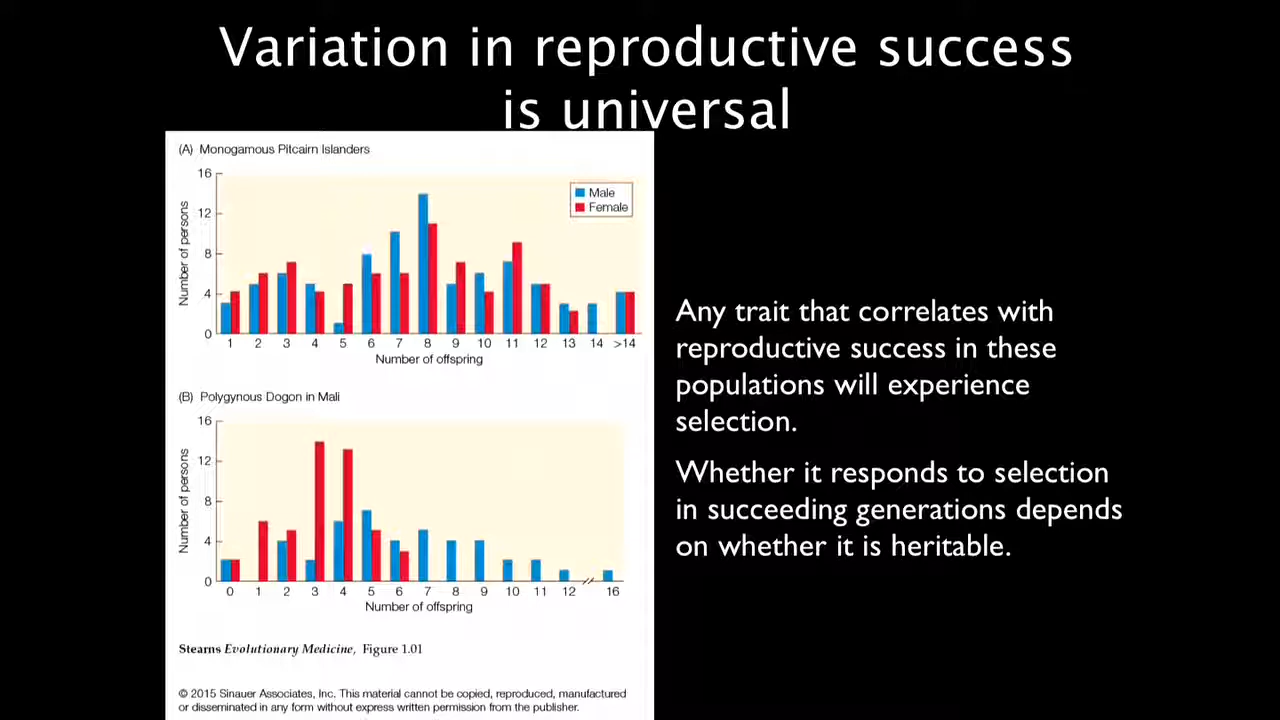 Variation in reproductive success
is universal
(A) Monogamous Pitcairn Islanders
16
12
8
4
0
Number of persons
Male
Female
1 2 3 4 5 6 7 8 9 10 11 12 13 14 >14
Number of offspring
(B) Polygynous Dogon in Mali
16
12
8
4
0
Number of persons
0 1 2 3 4 5 6 7 8 9 10 11 12 16
Number of offspring
Stearns Evolutionary Medicine, Figure 1.01
© 2015 Sinauer Associates, Inc. This material cannot be copied, reproduced, manufactured
or disseminated in any form without express written permission from the publisher.
Any trait that correlates with
reproductive success in these
populations will experience
selection.
Whether it responds to selection
in succeeding generations depends
on whether it is heritable.